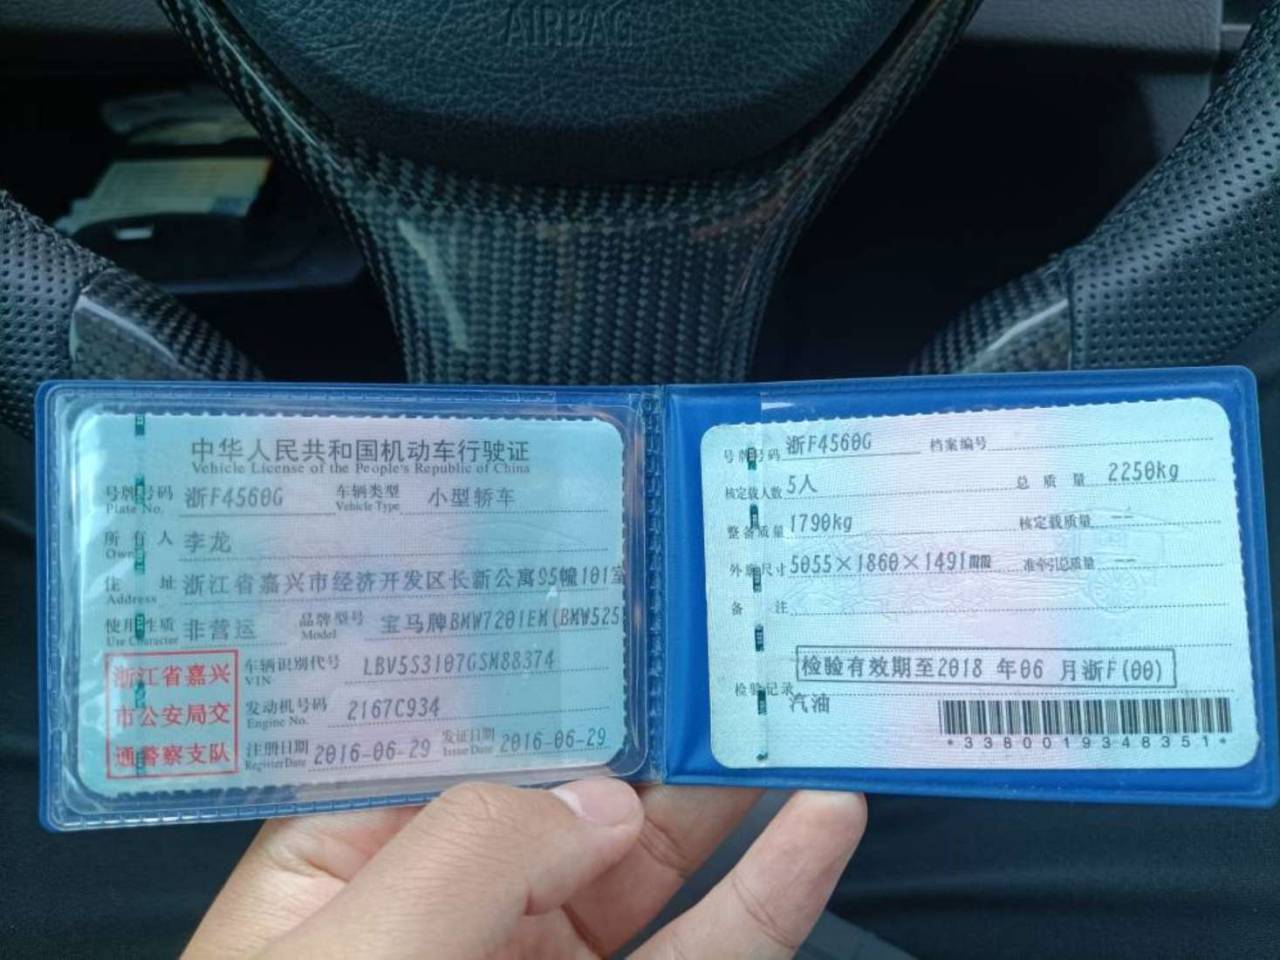 AIRBAG
中华人民共和国机动车行驶证
Vehicle License of the People's Republic of China
号牌号码 浙F4560G 车辆类型 小型轿车
Plate No. Vehicle Type
所有人 李龙
Owner
住址 浙江省嘉兴市经济开发区长新公寓95幢101室
Address
使用性质 非营运 品牌型号 宝马牌BMW7201EM(BMW525
Use Character Model
浙江省嘉兴
市公安局交
通警察支队
车辆识别代号 LBV5S3107GSM88374
VIN
发动机号码 2167C934
Engine No.
注册日期 2016-06-29 发证日期 2016-06-29
Register Date Issue Date
号牌号码 浙F4560G 档案编号
核定载人数 5人 总质量 2250kg
整备质量 1790kg 核定载质量 --
外廓尺寸 5055×1860×1491mm 准牵引总质量 --
备注
检验有效期至2018 年06 月浙F(00)
检验记录
汽油
*3380019348351*